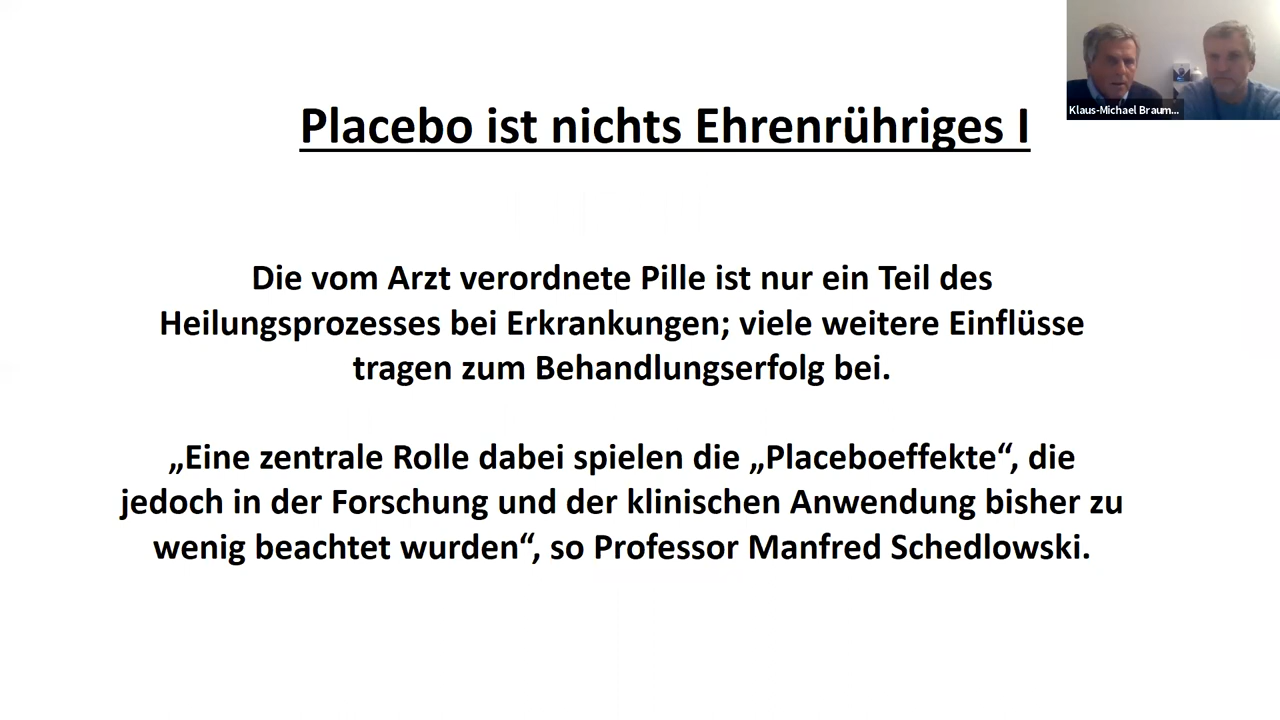 Klaus-Michael Braum...
Placebo ist nichts Ehrenrühriges I
Die vom Arzt verordnete Pille ist nur ein Teil des
Heilungsprozesses bei Erkrankungen; viele weitere Einflüsse
tragen zum Behandlungserfolg bei.
„Eine zentrale Rolle dabei spielen die „Placeboeffekte“, die
jedoch in der Forschung und der klinischen Anwendung bisher zu
wenig beachtet wurden“, so Professor Manfred Schedlowski.